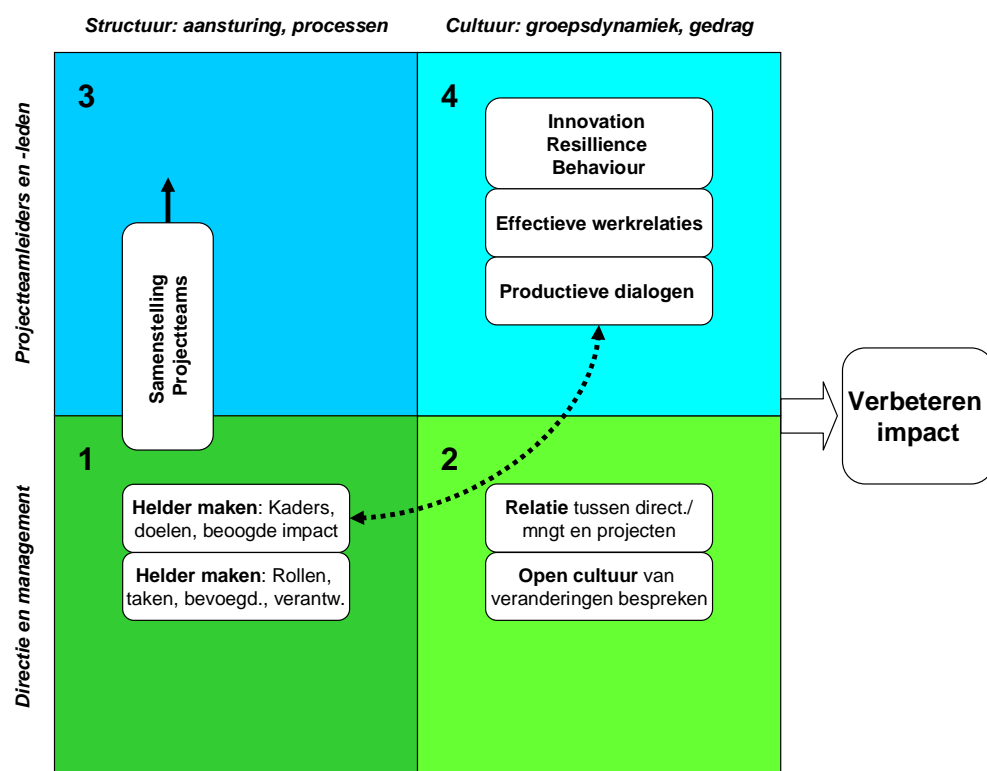 Structuur: aansturing, processen
Cultuur: groepsdynamiek, gedrag
Projectteamleiders en -leden
3
Samenstelling
Projectteams
4
Innovation
Resillience
Behaviour
Effectieve werkrelaties
Productieve dialogen
Directie en management
1
Helder maken: Kaders,
doelen, beoogde impact
Helder maken: Rollen,
taken, bevoegd., verantw.
2
Relatie tussen direct./
mngt en projecten
Open cultuur van
veranderingen bespreken
Verbeteren
impact